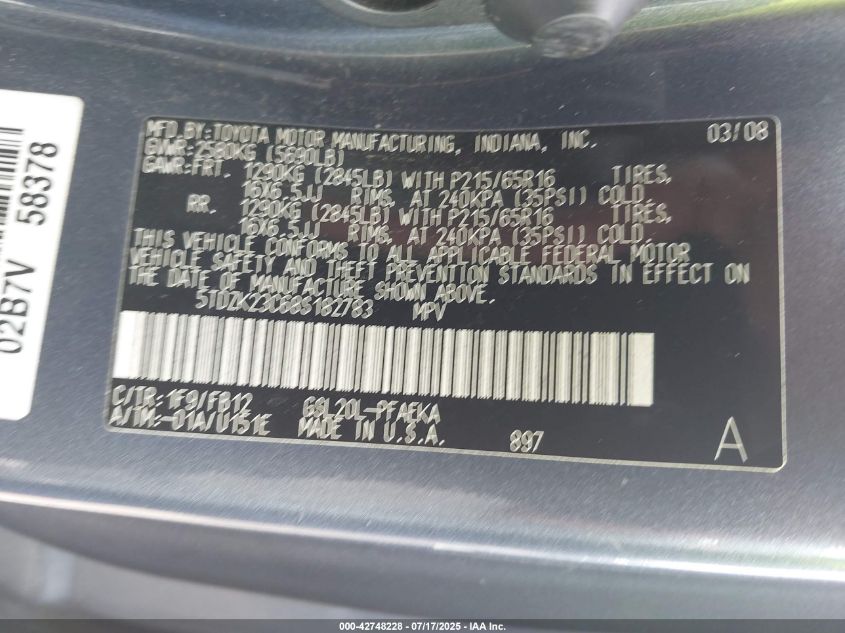 02B7V 58378
MFD.BY:TOYOTA MOTOR MANUFACTURING, INDIANA, INC. 03/08
GVWR:2580KG (5690LB)
GAWR:FRT. 1290KG (2845LB) WITH P215/65R16 TIRES,
16X6.5JJ RIMS, AT 240KPA (35PSI) COLD.
RR. 1290KG (2845LB) WITH P215/65R16 TIRES,
16X6.5JJ RIMS, AT 240KPA (35PSI) COLD.
THIS VEHICLE CONFORMS TO ALL APPLICABLE FEDERAL MOTOR
VEHICLE SAFETY AND THEFT PREVENTION STANDARDS IN EFFECT ON
THE DATE OF MANUFACTURE SHOWN ABOVE.
5TDZK23C68S182783 MPV
C/TR:1F9/FB12 GSL20L-PFAEKA
A/TM:-01A/U151E MADE IN U.S.A. 897 A
000-42748228 - 07/17/2025 - IAA Inc.